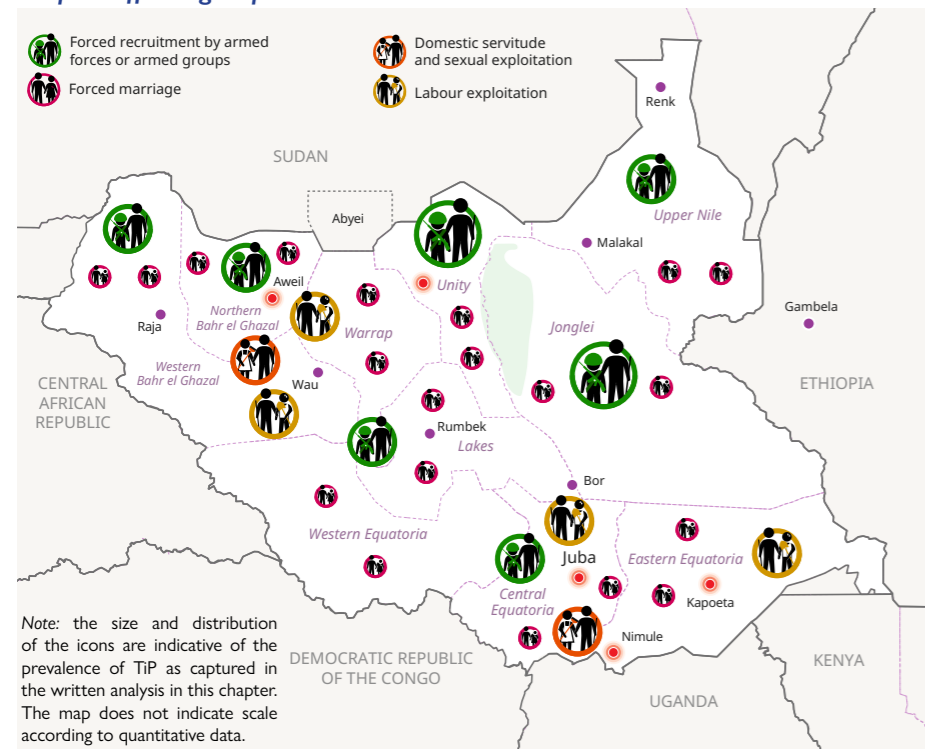 Forced recruitment by armed
forces or armed groups
Forced marriage
Domestic servitude
and sexual exploitation
Labour exploitation
Renk
SUDAN
Abyei
Upper Nile
Malakal
Aweil
Unity
Northern
Bahr el Ghazal
Gambela
Raja
Warrap
Jonglei
Western
Bahr el Ghazal
Wau
CENTRAL
AFRICAN
REPUBLIC
ETHIOPIA
Rumbek
Lakes
Bor
Western Equatoria
Juba
Eastern Equatoria
Central
Equatoria
Kapoeta
Nimule
Note: the size and distribution
of the icons are indicative of the
prevalence of TiP as captured in
the written analysis in this chapter.
The map does not indicate scale
according to quantitative data.
DEMOCRATIC REPUBLIC
OF THE CONGO
UGANDA
KENYA